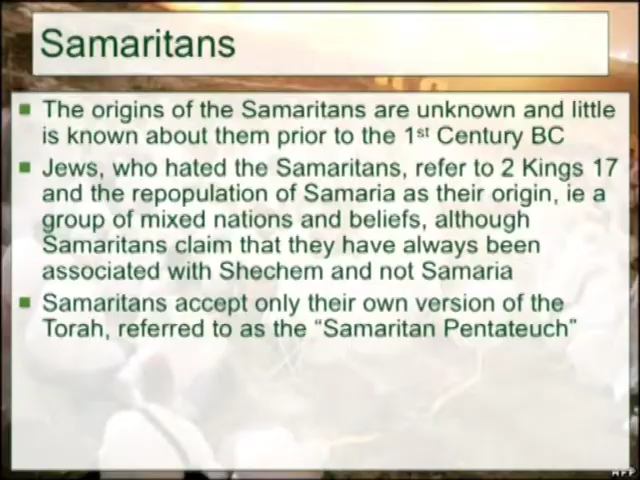 Samaritans
The origins of the Samaritans are unknown and little
is known about them prior to the 1st Century BC
Jews, who hated the Samaritans, refer to 2 Kings 17
and the repopulation of Samaria as their origin, ie a
group of mixed nations and beliefs, although
Samaritans claim that they have always been
associated with Shechem and not Samaria
Samaritans accept only their own version of the
Torah, referred to as the “Samaritan Pentateuch”